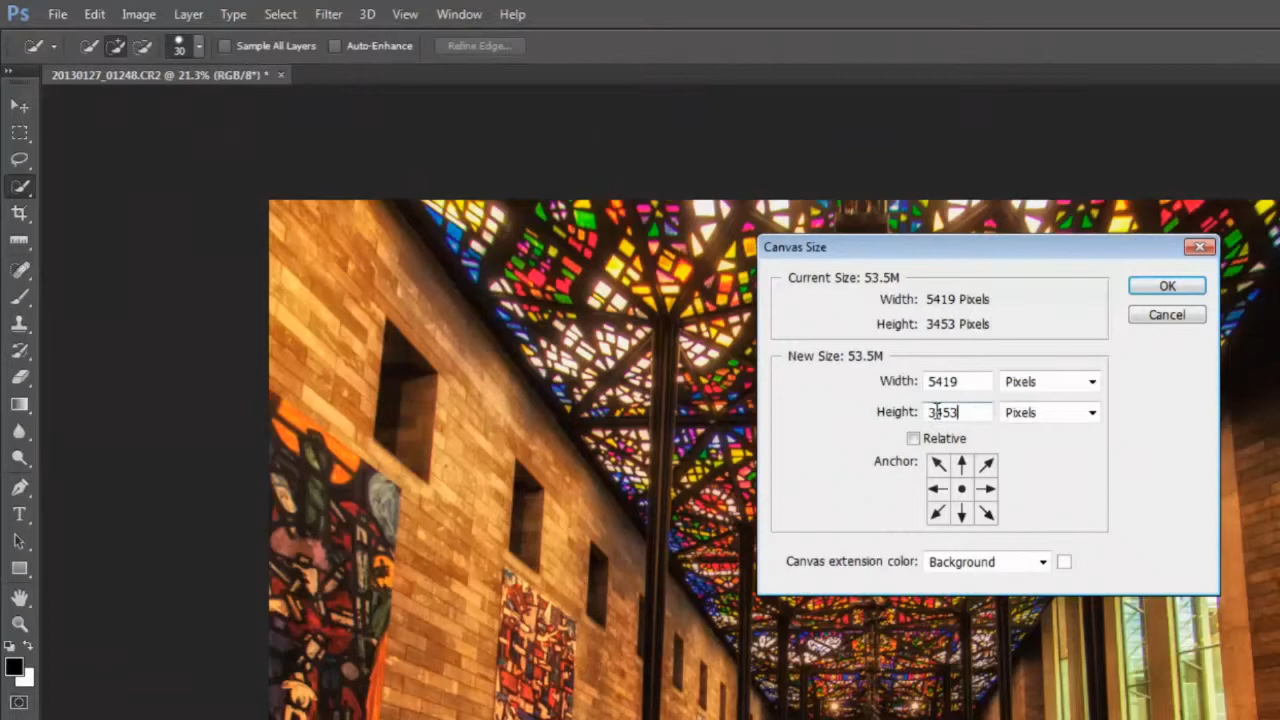 Ps File Edit Image Layer Type Select Filter 3D View Window Help
30 Sample All Layers Auto-Enhance Refine Edge...
20130127_01248.CR2 @ 21.3% (RGB/8*) * ×
Canvas Size
Current Size: 53.5M
Width: 5419 Pixels
Height: 3453 Pixels
OK
Cancel
New Size: 53.5M
Width: 5419 Pixels
Height: 3453 Pixels
Relative
Anchor:
Canvas extension color: Background
T